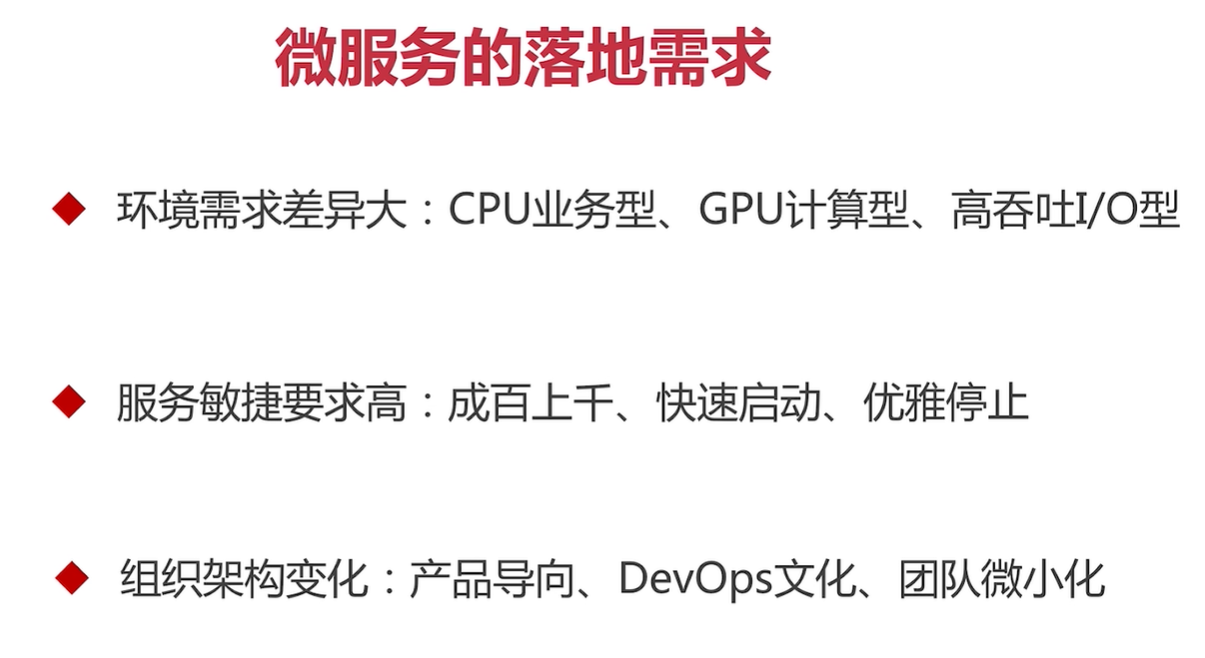 微服务的落地需求
环境需求差异大：CPU业务型、GPU计算型、高吞吐I/O型
服务敏捷要求高：成百上千、快速启动、优雅停止
组织架构变化：产品导向、DevOps文化、团队微小化